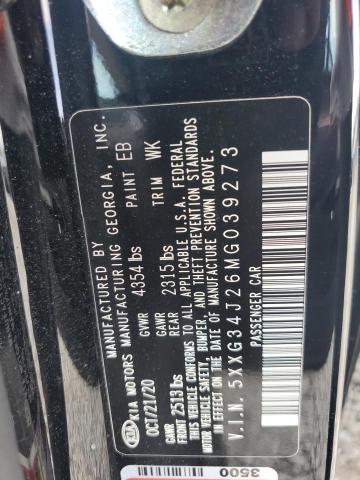 MANUFACTURED BY
KIA KIA MOTORS MANUFACTURING GEORGIA, INC.
OCT/21/20 GVWR 4354 lbs PAINT EB
GAWR FRONT 2513 lbs GAWR REAR 2315 lbs TRIM WK
THIS VEHICLE CONFORMS TO ALL APPLICABLE U.S.A. FEDERAL
MOTOR VEHICLE SAFETY, BUMPER, AND THEFT PREVENTION STANDARDS
IN EFFECT ON THE DATE OF MANUFACTURE SHOWN ABOVE.
V.I.N. 5XXG34J26MG039273
PASSENGER CAR
3500